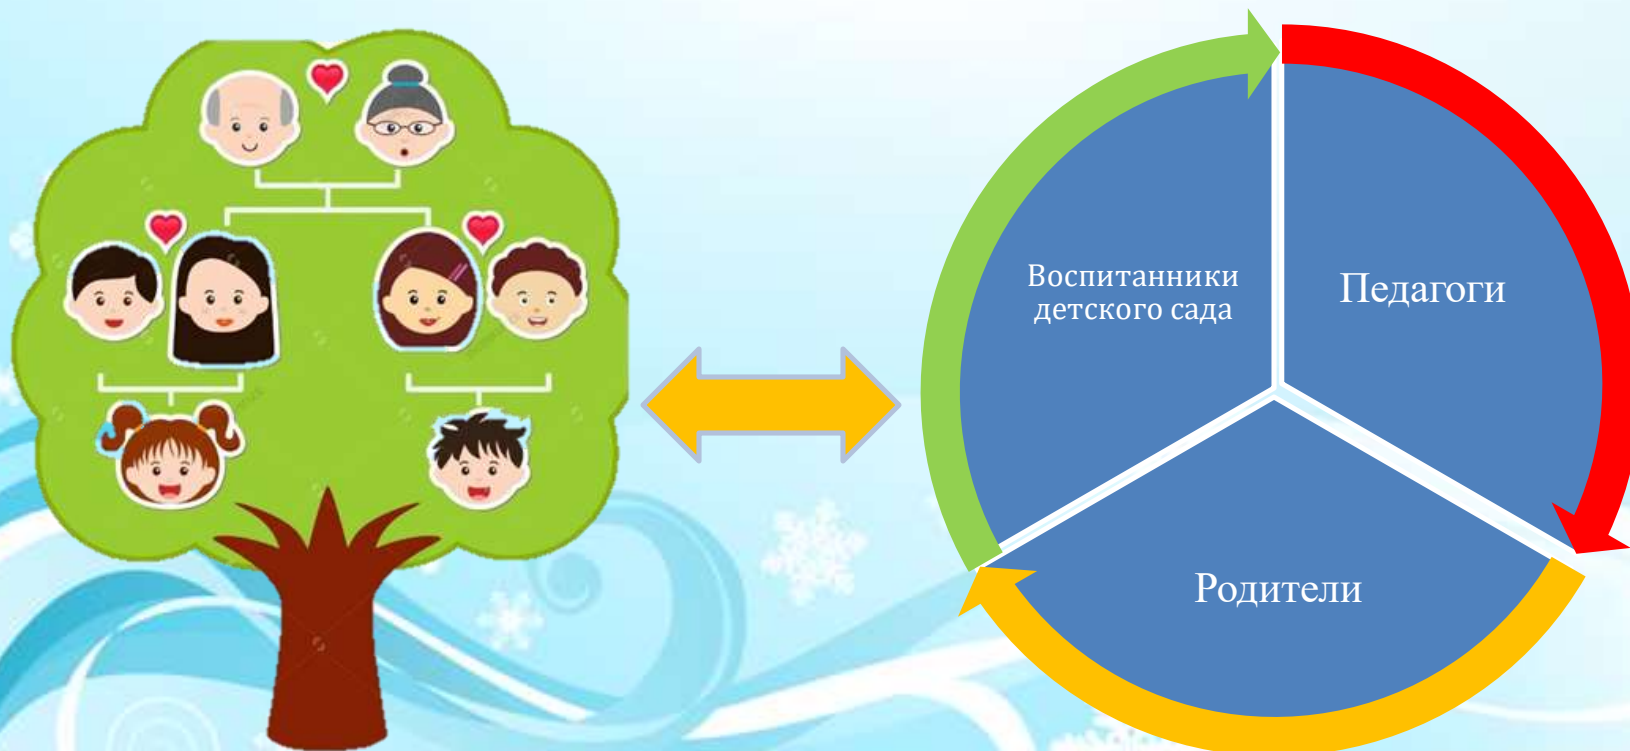 Воспитанники
детского сада
Педагоги
Родители